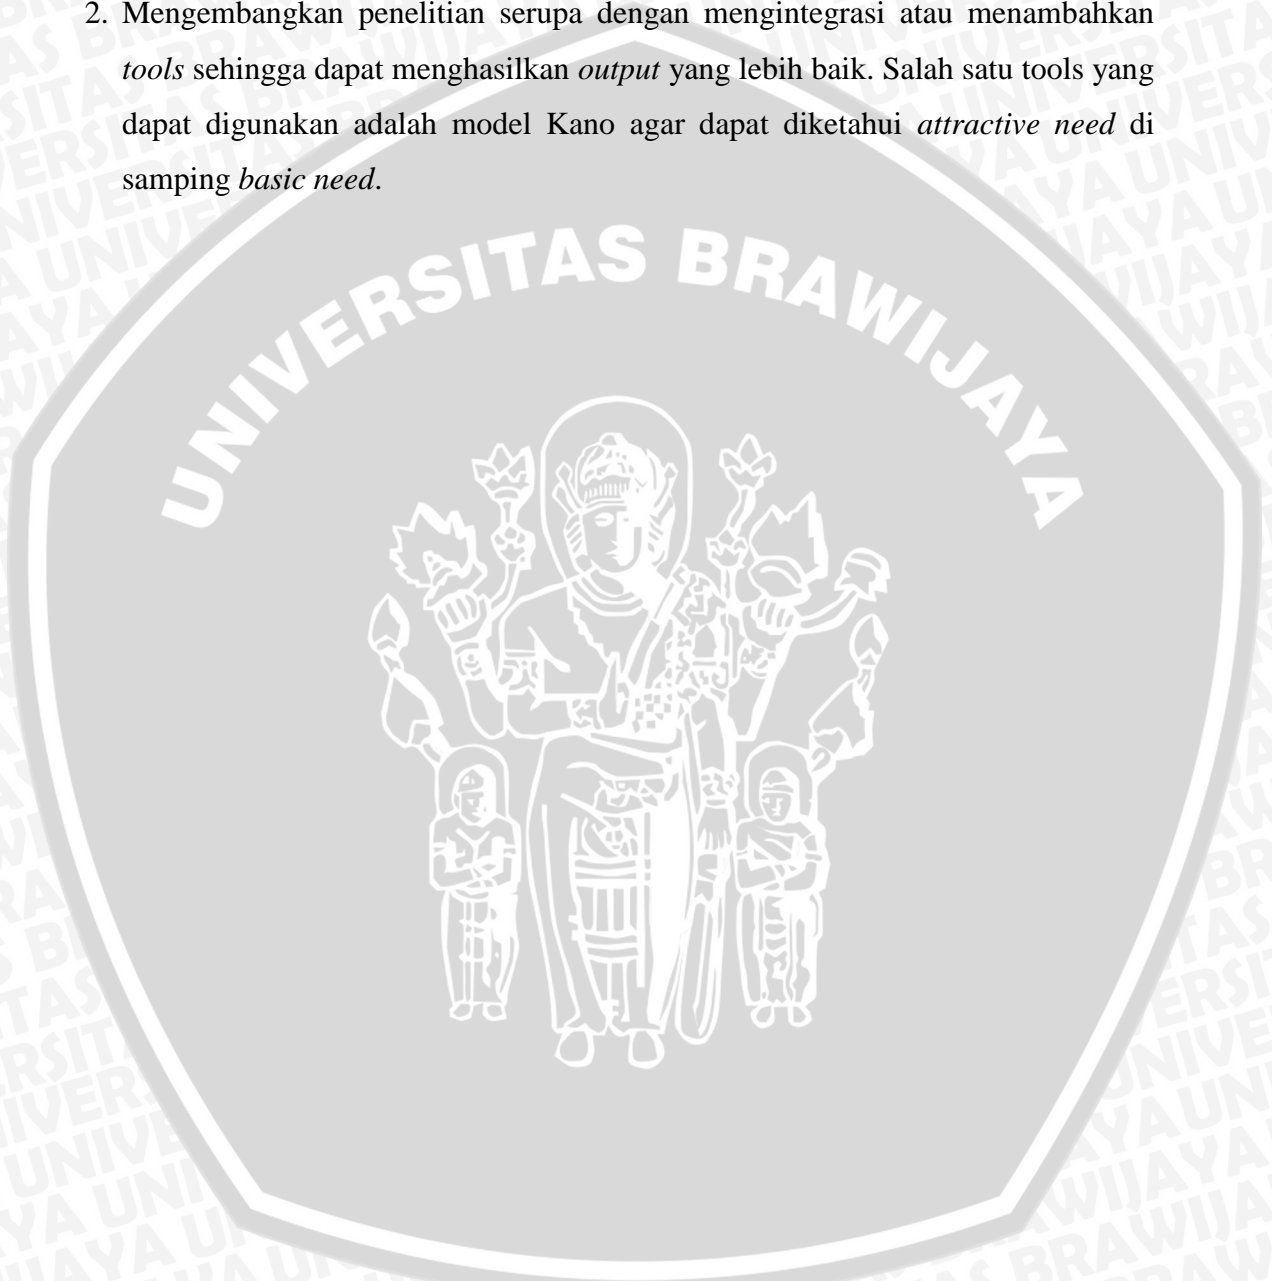 2. Mengembangkan penelitian serupa dengan mengintegrasi atau menambahkan
tools sehingga dapat menghasilkan output yang lebih baik. Salah satu tools yang
dapat digunakan adalah model Kano agar dapat diketahui attractive need di
samping basic need.
UNIVERSITAS BRAWIJAYA